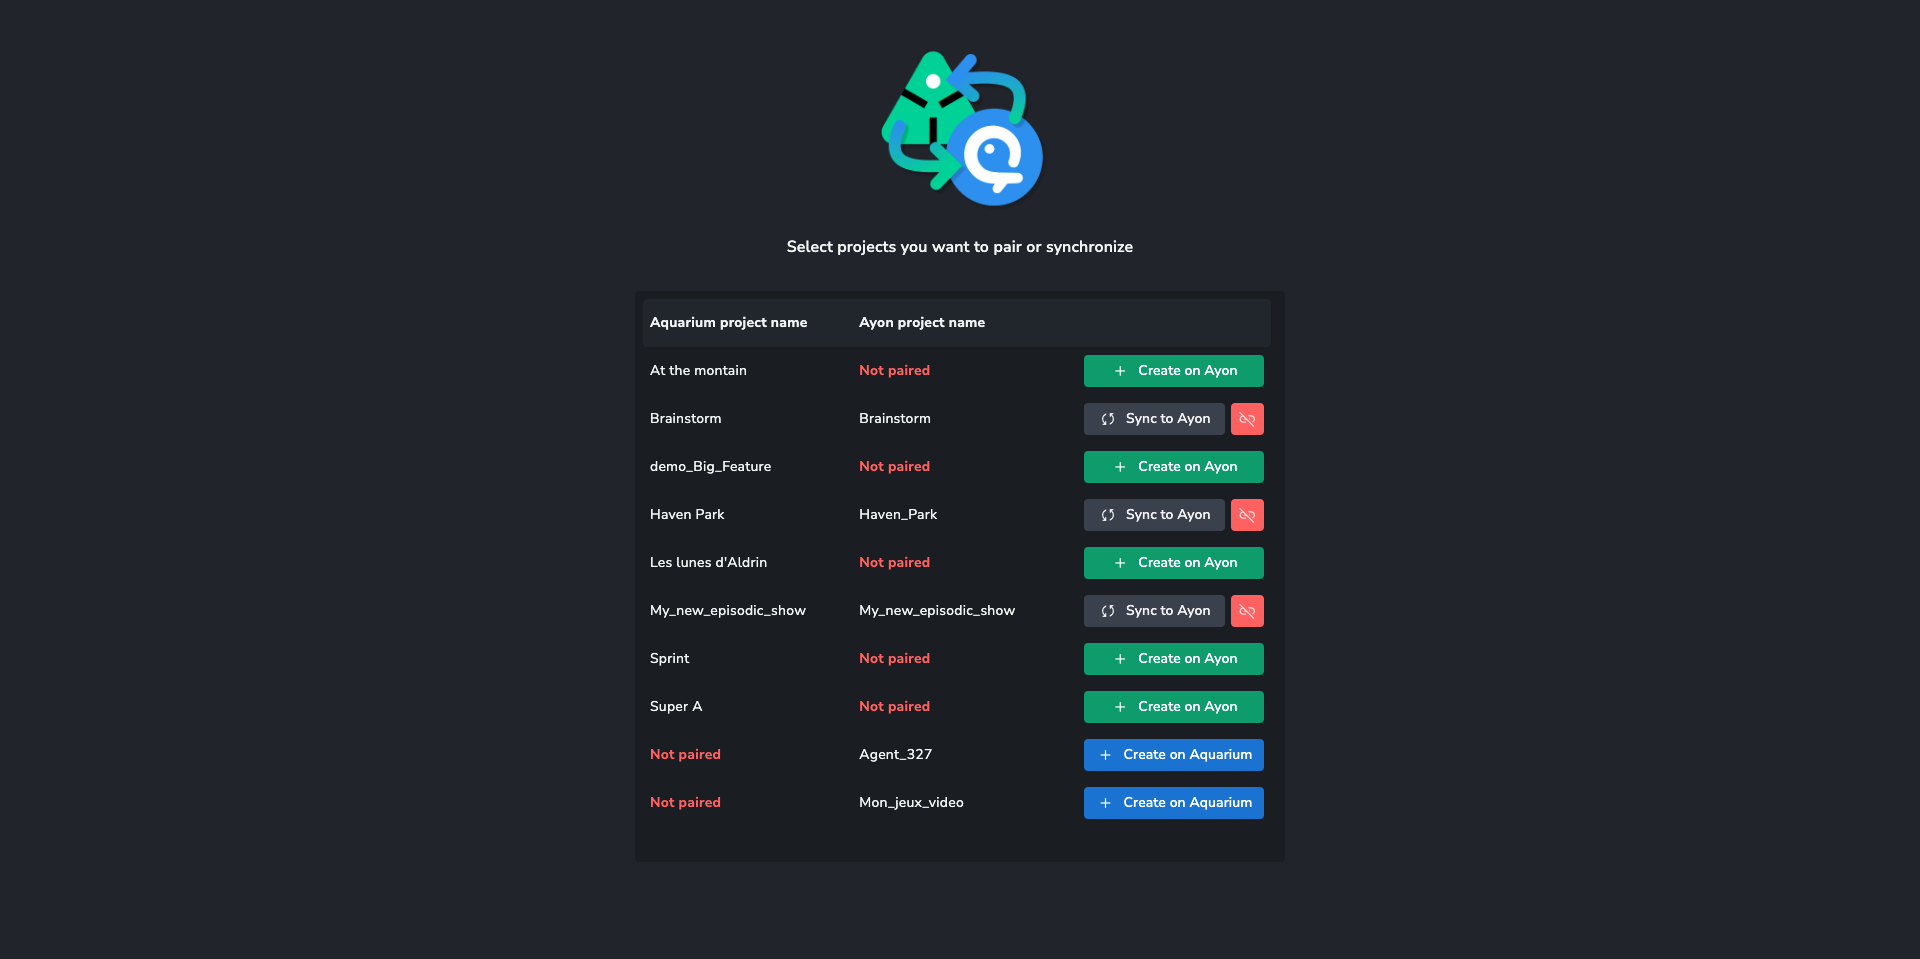 Select projects you want to pair or synchronize
Aquarium project name Ayon project name
At the montain Not paired Create on Ayon
Brainstorm Brainstorm Sync to Ayon
demo_Big_Feature Not paired Create on Ayon
Haven Park Haven_Park Sync to Ayon
Les lunes d'Aldrin Not paired Create on Ayon
My_new_episodic_show My_new_episodic_show Sync to Ayon
Sprint Not paired Create on Ayon
Super A Not paired Create on Ayon
Not paired Agent_327 Create on Aquarium
Not paired Mon_jeux_video Create on Aquarium